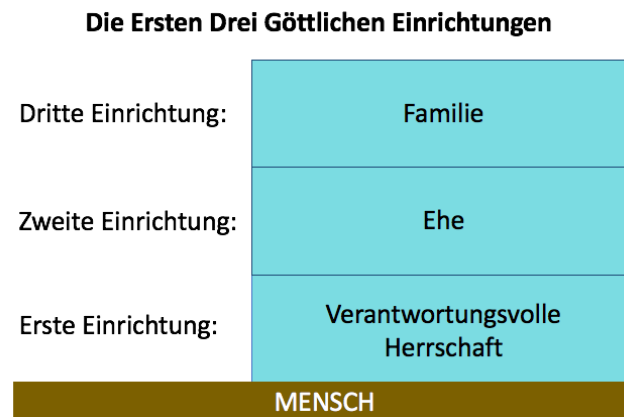 Die Ersten Drei Göttlichen Einrichtungen
Dritte Einrichtung:
Familie
Zweite Einrichtung:
Ehe
Erste Einrichtung:
Verantwortungsvolle
Herrschaft
MENSCH